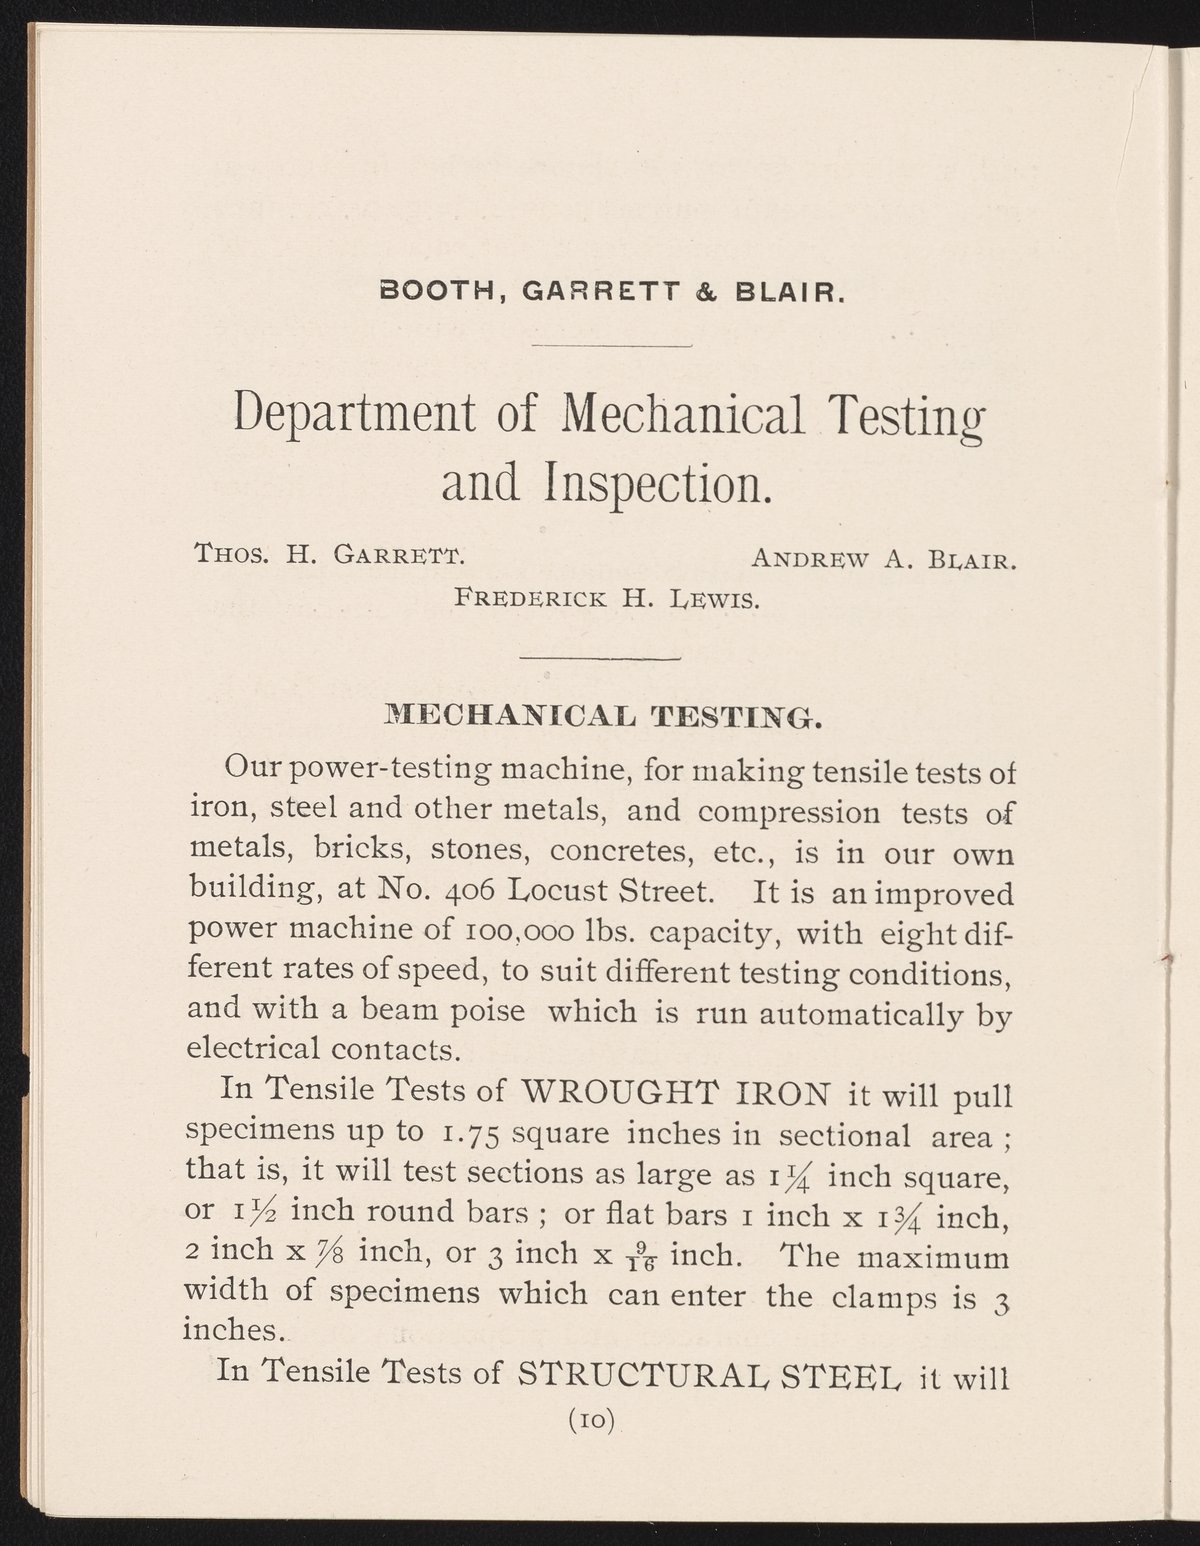 BOOTH, GARRETT & BLAIR.
Department of Mechanical Testing
and Inspection.
THOS. H. GARRETT. ANDREW A. BLAIR.
FREDERICK H. LEWIS.
MECHANICAL TESTING.
Our power-testing machine, for making tensile tests of
iron, steel and other metals, and compression tests of
metals, bricks, stones, concretes, etc., is in our own
building, at No. 406 Locust Street. It is an improved
power machine of 100,000 lbs. capacity, with eight dif-
ferent rates of speed, to suit different testing conditions,
and with a beam poise which is run automatically by
electrical contacts.
In Tensile Tests of WROUGHT IRON it will pull
specimens up to 1.75 square inches in sectional area ;
that is, it will test sections as large as 1¼ inch square,
or 1½ inch round bars ; or flat bars 1 inch x 1¾ inch,
2 inch x ⅞ inch, or 3 inch x 9/16 inch. The maximum
width of specimens which can enter the clamps is 3
inches.
In Tensile Tests of STRUCTURAL STEEL it will
(10)